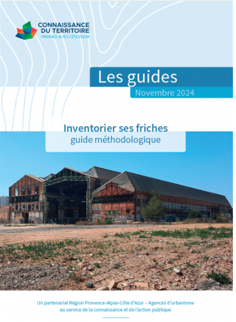 CONNAISSANCE
DU TERRITOIRE
Les guides
Novembre 2024
Inventorier ses friches
guide méthodologique
Un partenariat Région Provence-Alpes-Côte d'Azur - Agences d'urbanisme
au service de la connaissance et de l'action publique